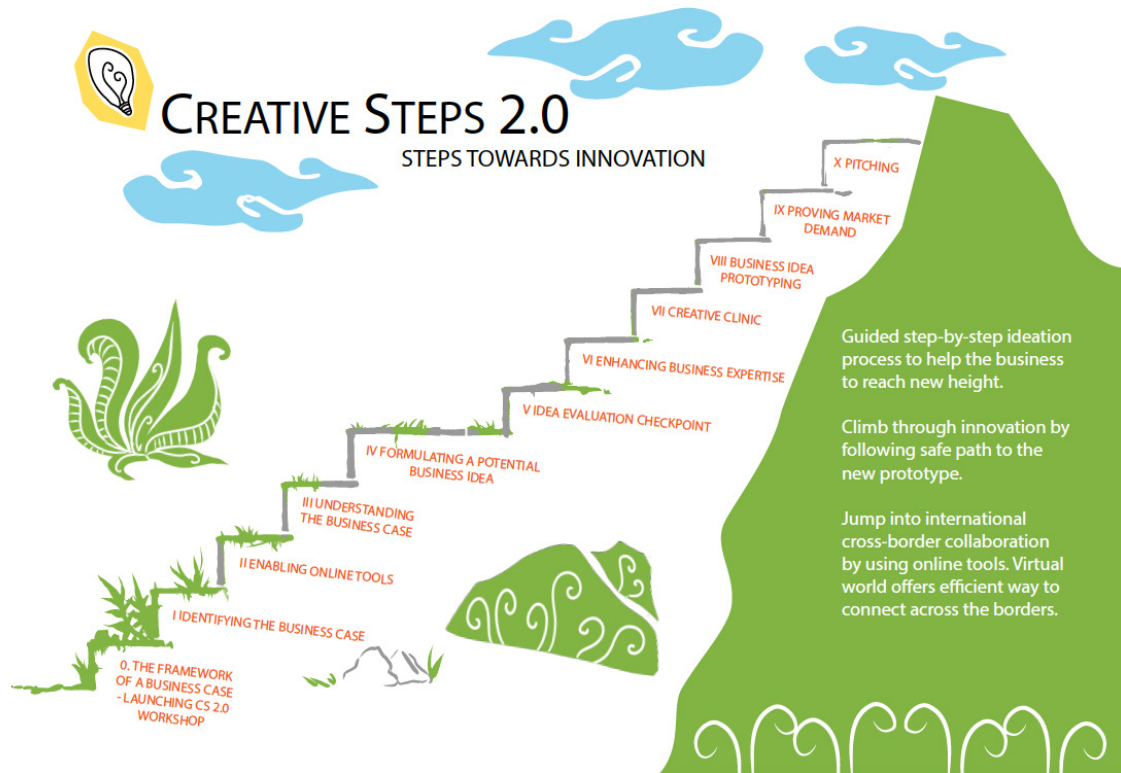 CREATIVE STEPS 2.0
STEPS TOWARDS INNOVATION
X PITCHING
IX PROVING MARKET
DEMAND
VIII BUSINESS IDEA
PROTOTYPING
VII CREATIVE CLINIC
VI ENHANCING BUSINESS EXPERTISE
V IDEA EVALUATION CHECKPOINT
IV FORMULATING A POTENTIAL
BUSINESS IDEA
III UNDERSTANDING
THE BUSINESS CASE
II ENABLING ONLINE TOOLS
I IDENTIFYING THE BUSINESS CASE
0. THE FRAMEWORK
OF A BUSINESS CASE
- LAUNCHING CS 2.0
WORKSHOP
Guided step-by-step ideation
process to help the business
to reach new height.
Climb through innovation by
following safe path to the
new prototype.
Jump into international
cross-border collaboration
by using online tools. Virtual
world offers efficient way to
connect across the borders.